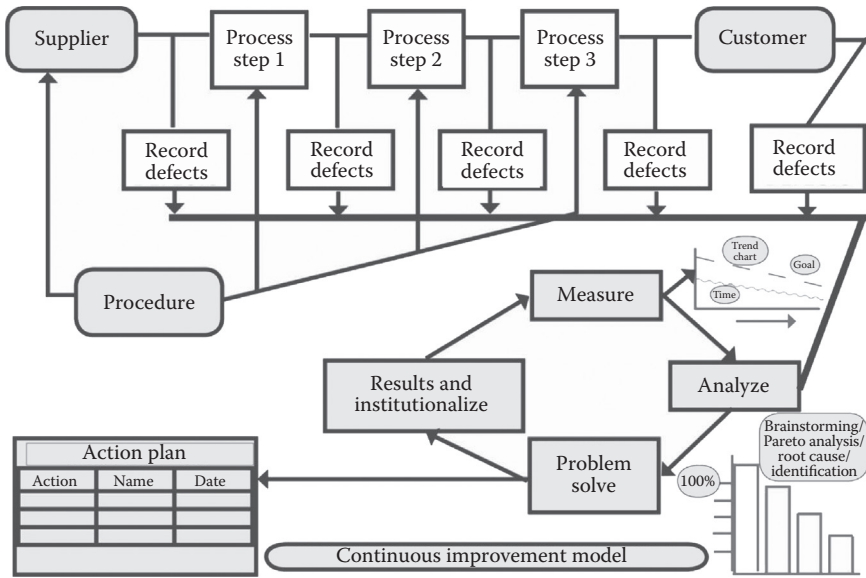 Supplier
Process
step 1
Process
step 2
Process
step 3
Customer
Record
defects
Record
defects
Record
defects
Record
defects
Record
defects
Procedure
Measure
Trend
chart
Goal
Time
Results and
institutionalize
Analyze
Problem
solve
Brainstorming/
Pareto analysis/
root cause/
identification
100%
Action plan
Action Name Date
Continuous improvement model